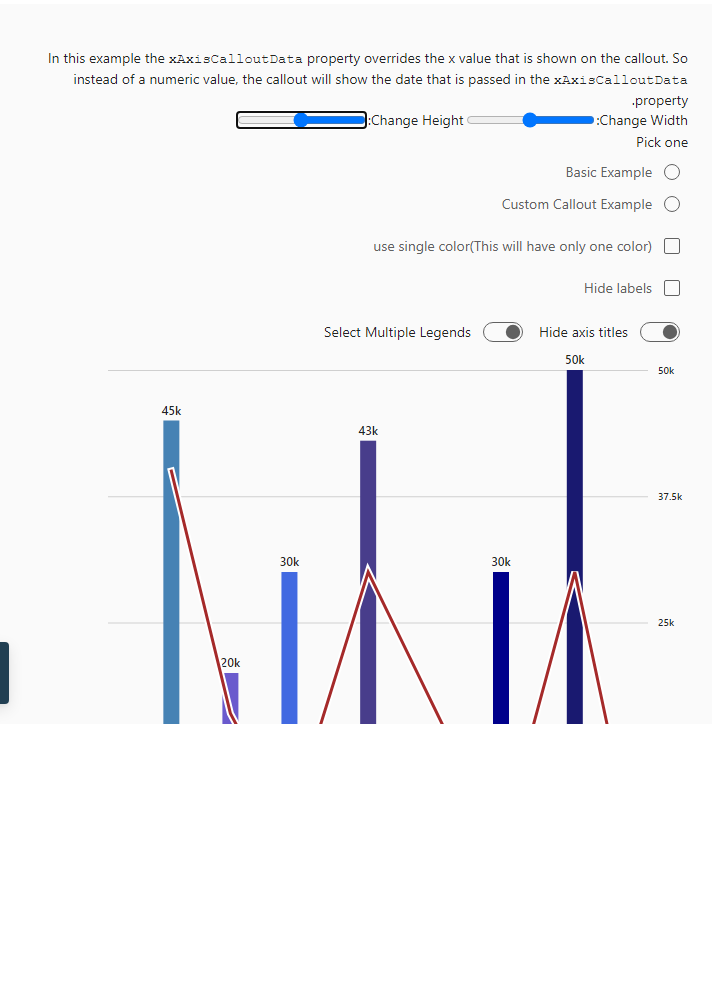 In this example the xAxisCalloutData property overrides the x value that is shown on the callout. So
instead of a numeric value, the callout will show the date that is passed in the xAxisCalloutData
.property
:Change Height :Change Width
Pick one
Basic Example
Custom Callout Example
use single color(This will have only one color)
Hide labels
Select Multiple Legends Hide axis titles
50k
50k
45k
43k
37.5k
30k
30k
25k
20k